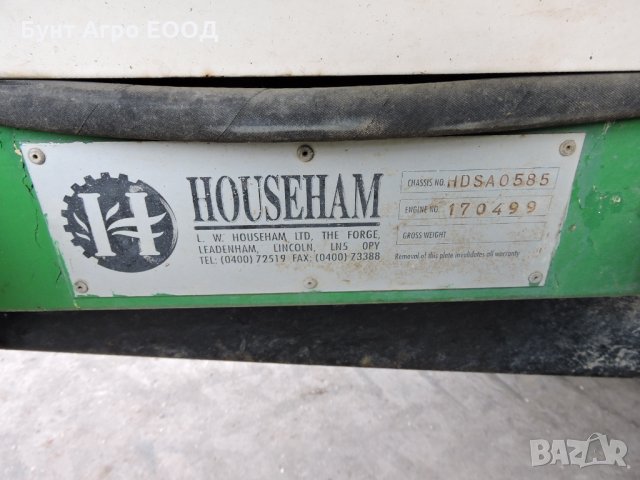 Бунт Агро ЕООД
H
HOUSEHAM
L. W. HOUSEHAM LTD, THE FORGE,
LEADENHAM, LINCOLN, LN5 0PY
TEL: (0400) 72519 FAX: (0400) 73388
CHASSIS NO. HDSA0585
ENGINE NO. 170499
GROSS WEIGHT
Removal of this plate invalidates all warranty
BAZAR